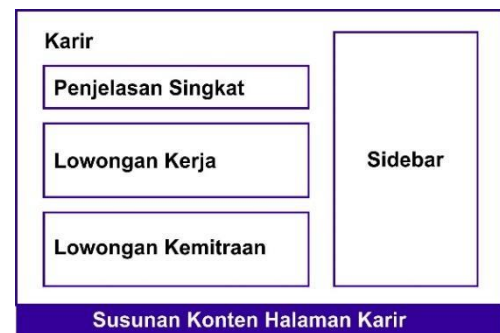 Karir
Penjelasan Singkat
Lowongan Kerja
Lowongan Kemitraan
Sidebar
Susunan Konten Halaman Karir